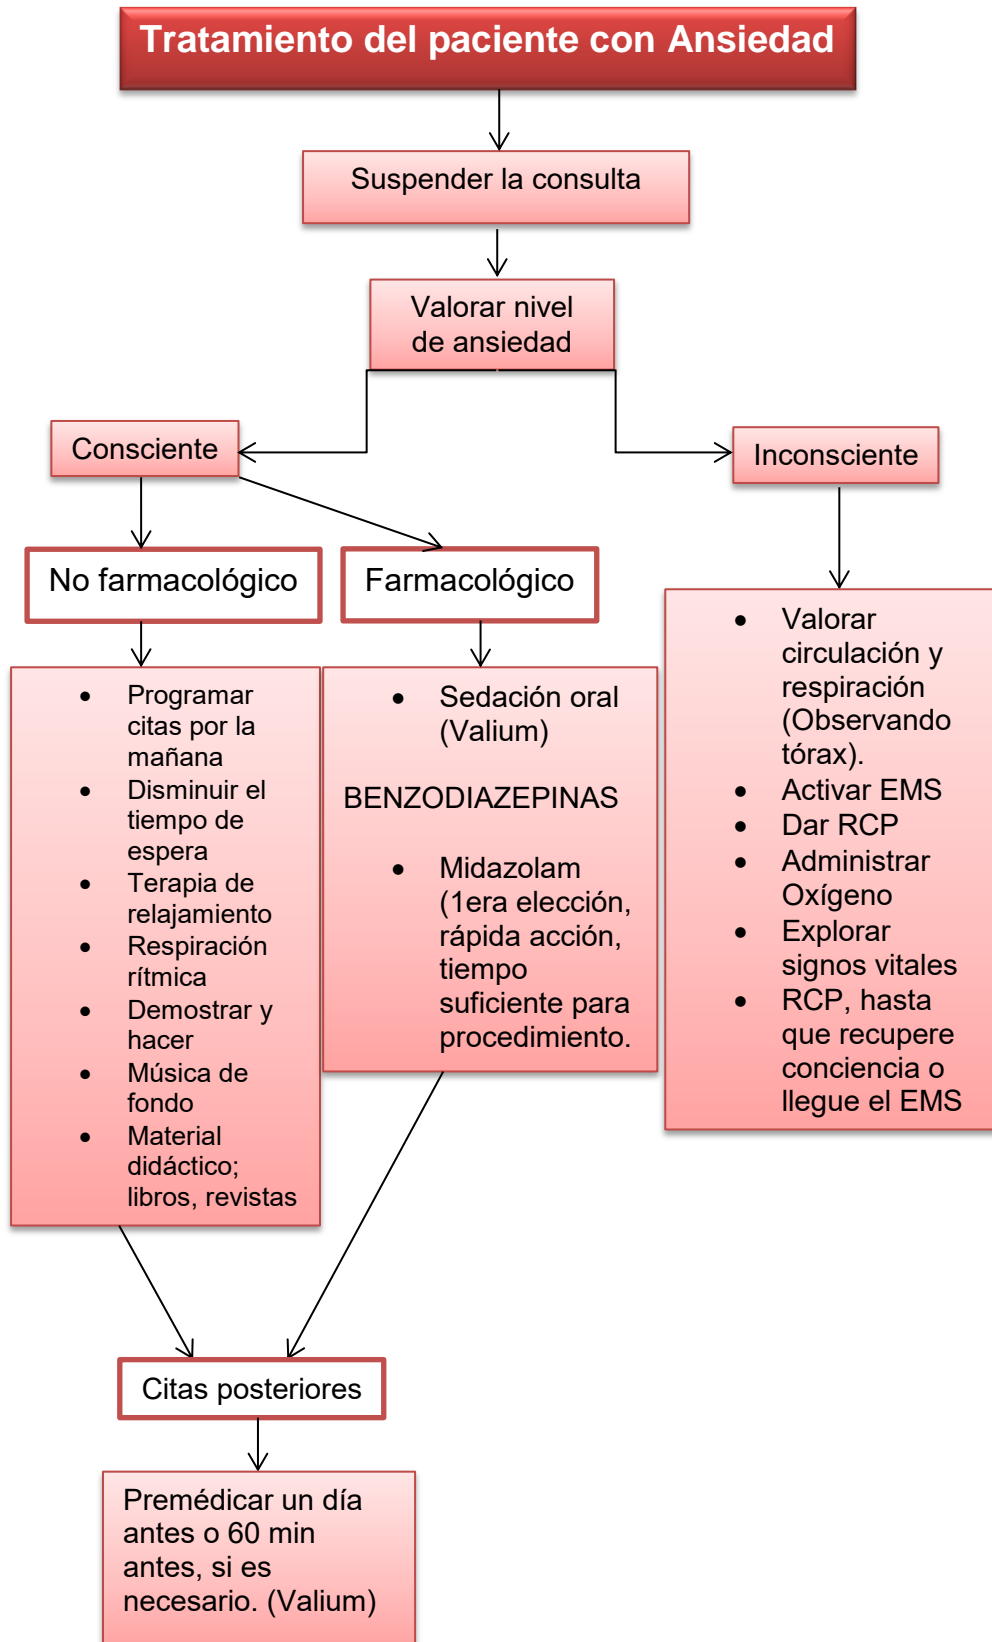 Tratamiento del paciente con Ansiedad
Suspender la consulta
Valorar nivel
de ansiedad
Consciente
Inconsciente
No farmacológico
Farmacológico
• Programar
citas por la
mañana
• Disminuir el
tiempo de
espera
• Terapia de
relajamiento
• Respiración
rítmica
• Demostrar y
hacer
• Música de
fondo
• Material
didáctico;
libros, revistas
• Sedación oral
(Valium)
BENZODIAZEPINAS
• Midazolam
(1era elección,
rápida acción,
tiempo
suficiente para
procedimiento.
• Valorar
circulación y
respiración
(Observando
tórax).
• Activar EMS
• Dar RCP
• Administrar
Oxígeno
• Explorar
signos vitales
• RCP, hasta
que recupere
conciencia o
llegue el EMS
Citas posteriores
Premédicar un día
antes o 60 min
antes, si es
necesario. (Valium)